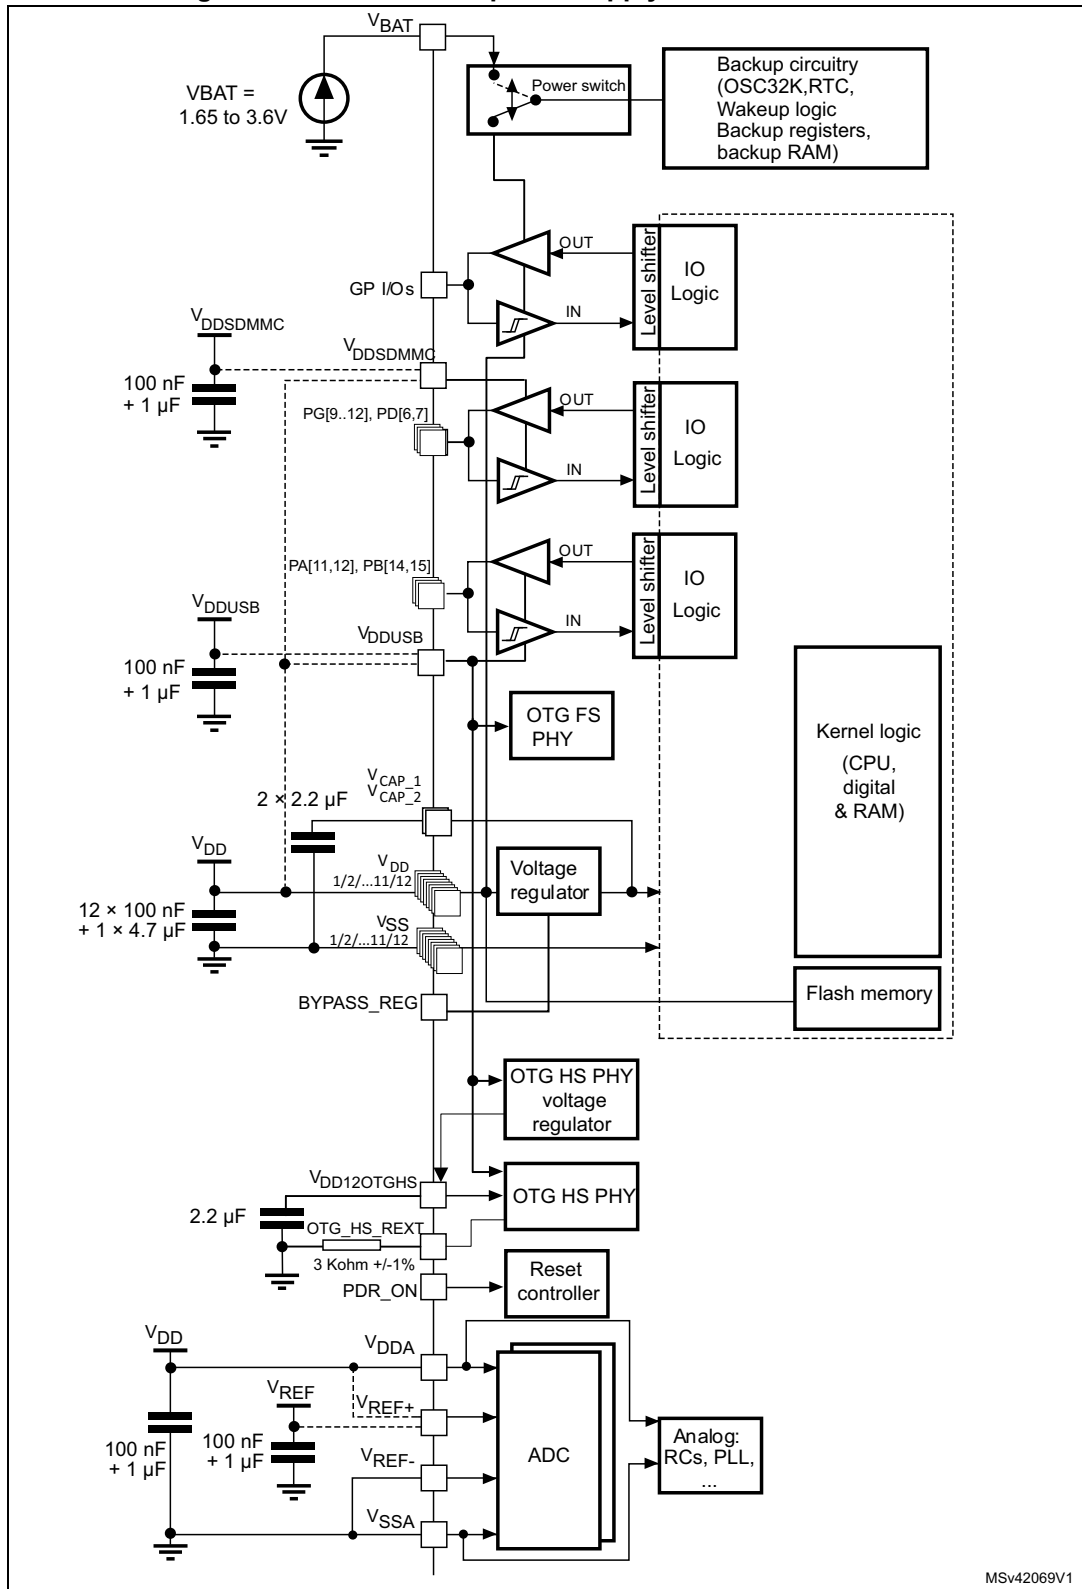 VBAT
VBAT =
1.65 to 3.6V
Power switch
Backup circuitry
(OSC32K,RTC,
Wakeup logic
Backup registers,
backup RAM)
OUT
IN
Level shifter
IO
Logic
GP I/Os
VDDSDMMC
100 nF
+ 1 µF
VDDSDMMC
PG[9..12], PD[6,7]
OUT
IN
Level shifter
IO
Logic
PA[11,12], PB[14,15]
OUT
IN
Level shifter
IO
Logic
VDDUSB
100 nF
+ 1 µF
VDDUSB
OTG FS
PHY
Kernel logic
(CPU,
digital
& RAM)
VCAP_1
VCAP_2
2 × 2.2 µF
VDD
VDD
1/2/...11/12
Voltage
regulator
12 × 100 nF
+ 1 × 4.7 µF
VSS
1/2/...11/12
BYPASS_REG
Flash memory
OTG HS PHY
voltage
regulator
VDD12OTGHS
OTG HS PHY
2.2 µF
OTG_HS_REXT
3 Kohm +/-1%
PDR_ON
Reset
controller
VDD
VDDA
VREF
VREF+
100 nF
+ 1 µF
100 nF
+ 1 µF
VREF-
ADC
Analog:
RCs, PLL,
...
VSSA
MSv42069V1